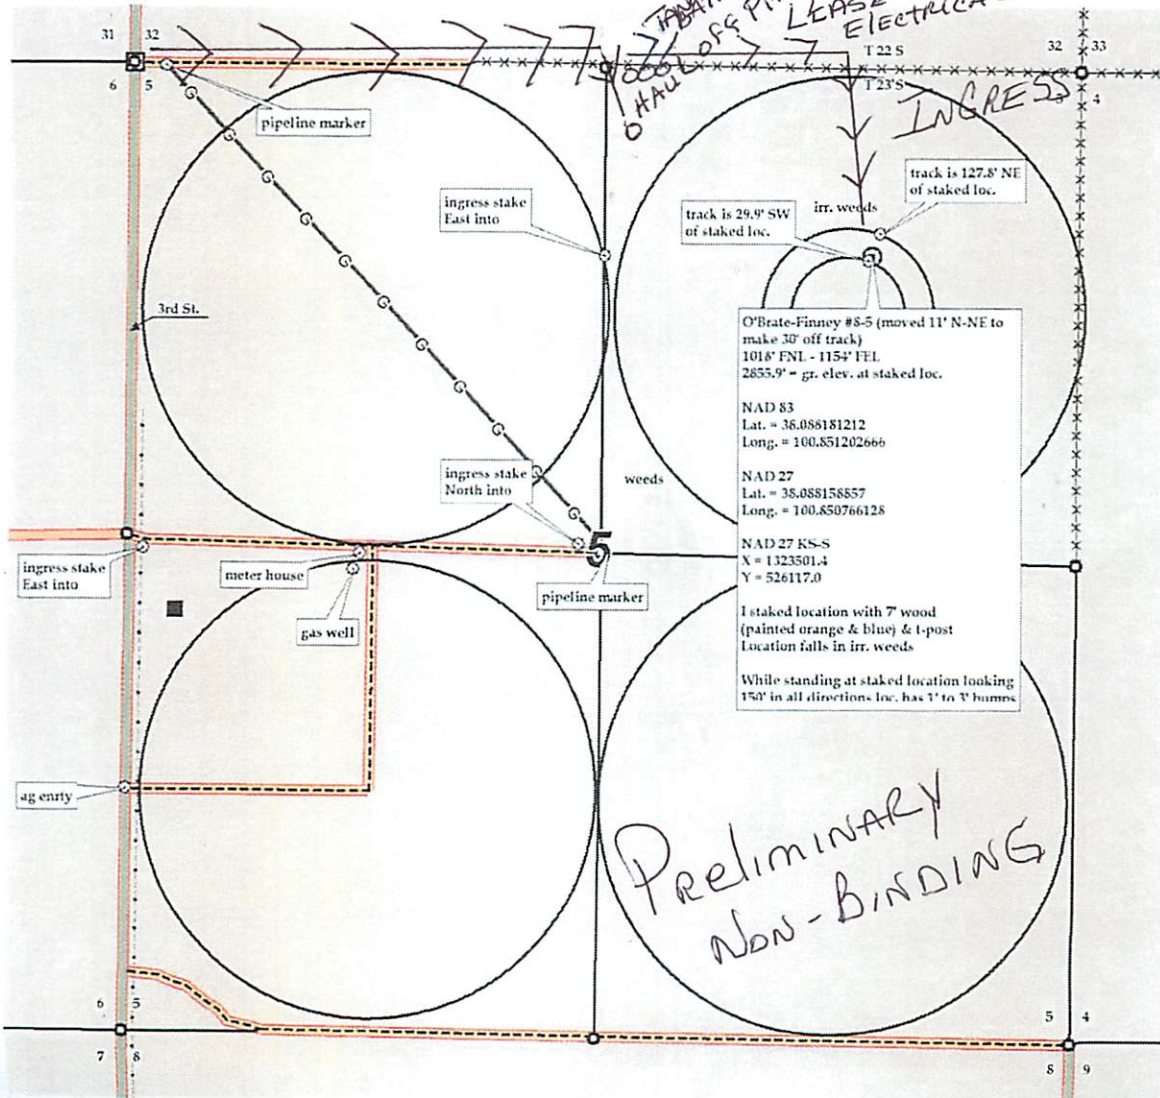 31 32
32 33
T 22 S
T 23 S
6 5
4
TANK
LEASE
OFF
HAUL
INGRESS
pipeline marker
track is 127.8' NE
of staked loc.
ingress stake
East into
irr. weeds
track is 29.9' SW
of staked loc.
3rd St.
O'Brate-Finney #8-5 (moved 11' N-NE to
make 30' off track)
1018' FNL - 1154' FEL
2855.9' = gr. elev. at staked loc.
NAD 83
Lat. = 38.088181212
Long. = 100.851202666
NAD 27
Lat. = 38.088158857
Long. = 100.850766128
NAD 27 KS-S
X = 1323501.4
Y = 526117.0
I staked location with 7' wood
(painted orange & blue) & t-post
Location falls in irr. weeds
While standing at staked location looking
150' in all directions loc. has 1' to 3' bumps
ingress stake
North into
weeds
5
ingress stake
East into
meter house
pipeline marker
gas well
ag enrty
PRELIMINARY
NON-BINDING
6 5
7 8
5 4
8 9